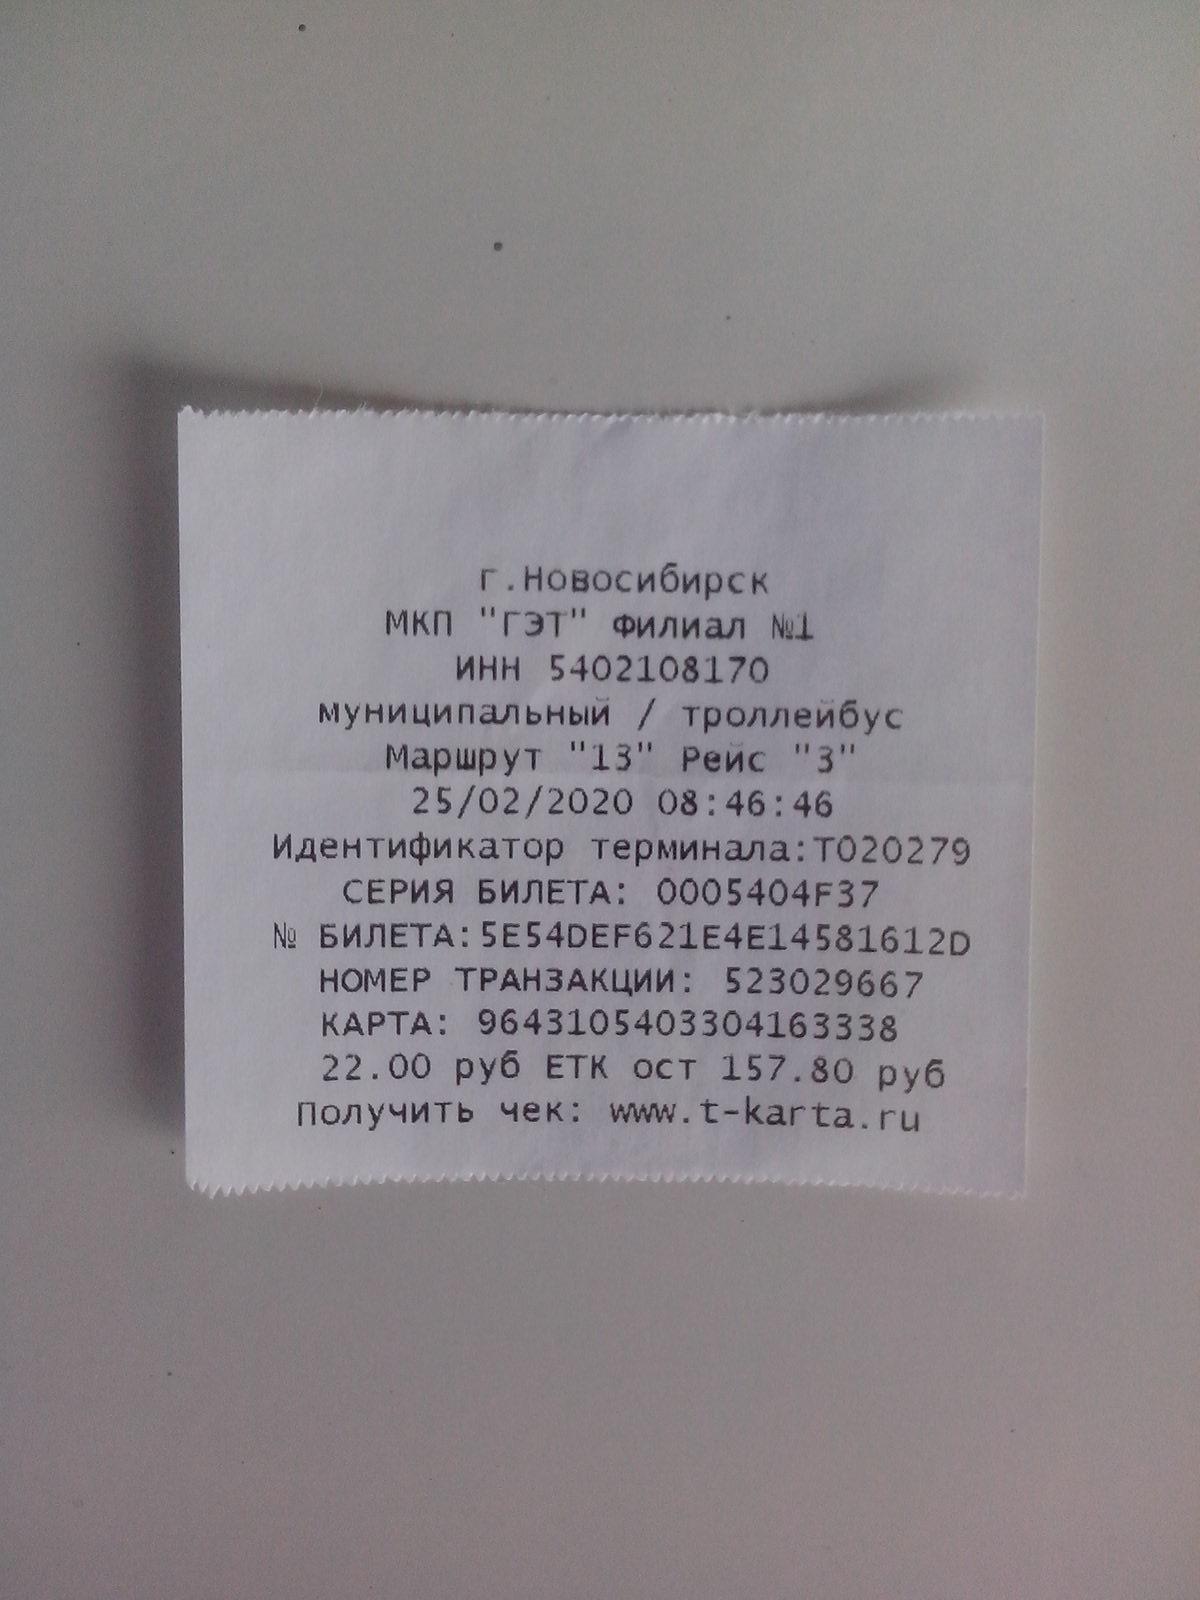 г.Новосибирск
МКП "ГЭТ" Филиал №1
ИНН 5402108170
муниципальный / троллейбус
Маршрут "13" Рейс "3"
25/02/2020 08:46:46
Идентификатор терминала:T020279
СЕРИЯ БИЛЕТА: 0005404F37
№ БИЛЕТА:5E54DEF621E4E14581612D
НОМЕР ТРАНЗАКЦИИ: 523029667
КАРТА: 9643105403304163338
22.00 руб ЕТК ост 157.80 руб
Получить чек: www.t-karta.ru